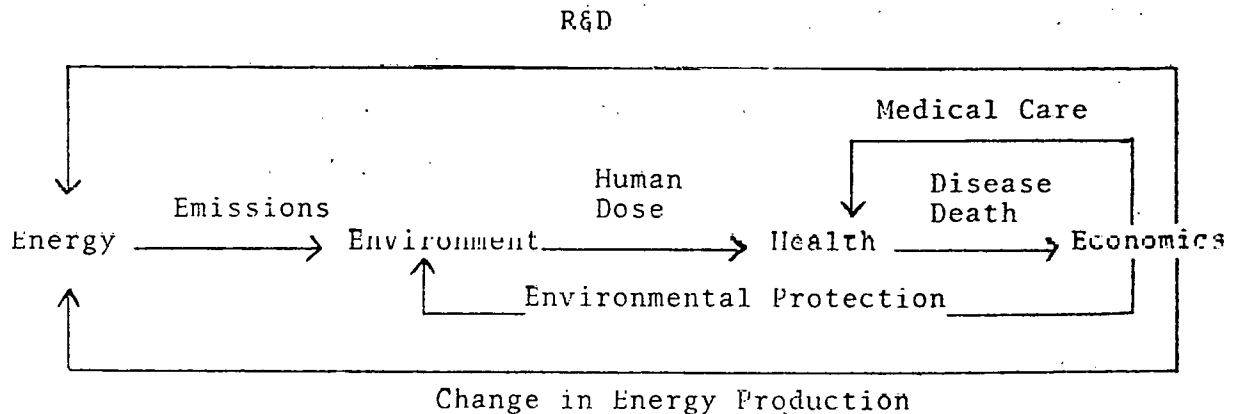 R&D
Medical Care
Human
Dose
Disease
Death
Emissions
Energy
Environment
Health
Economics
Environmental Protection
Change in Energy Production